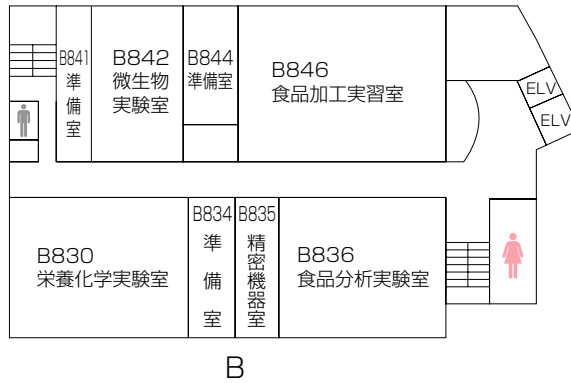 B841
準備室
B842
微生物
実験室
B844
準備室
B846
食品加工実習室
ELV
ELV
B830
栄養化学実験室
B834
準備室
B835
精密機器室
B836
食品分析実験室
B